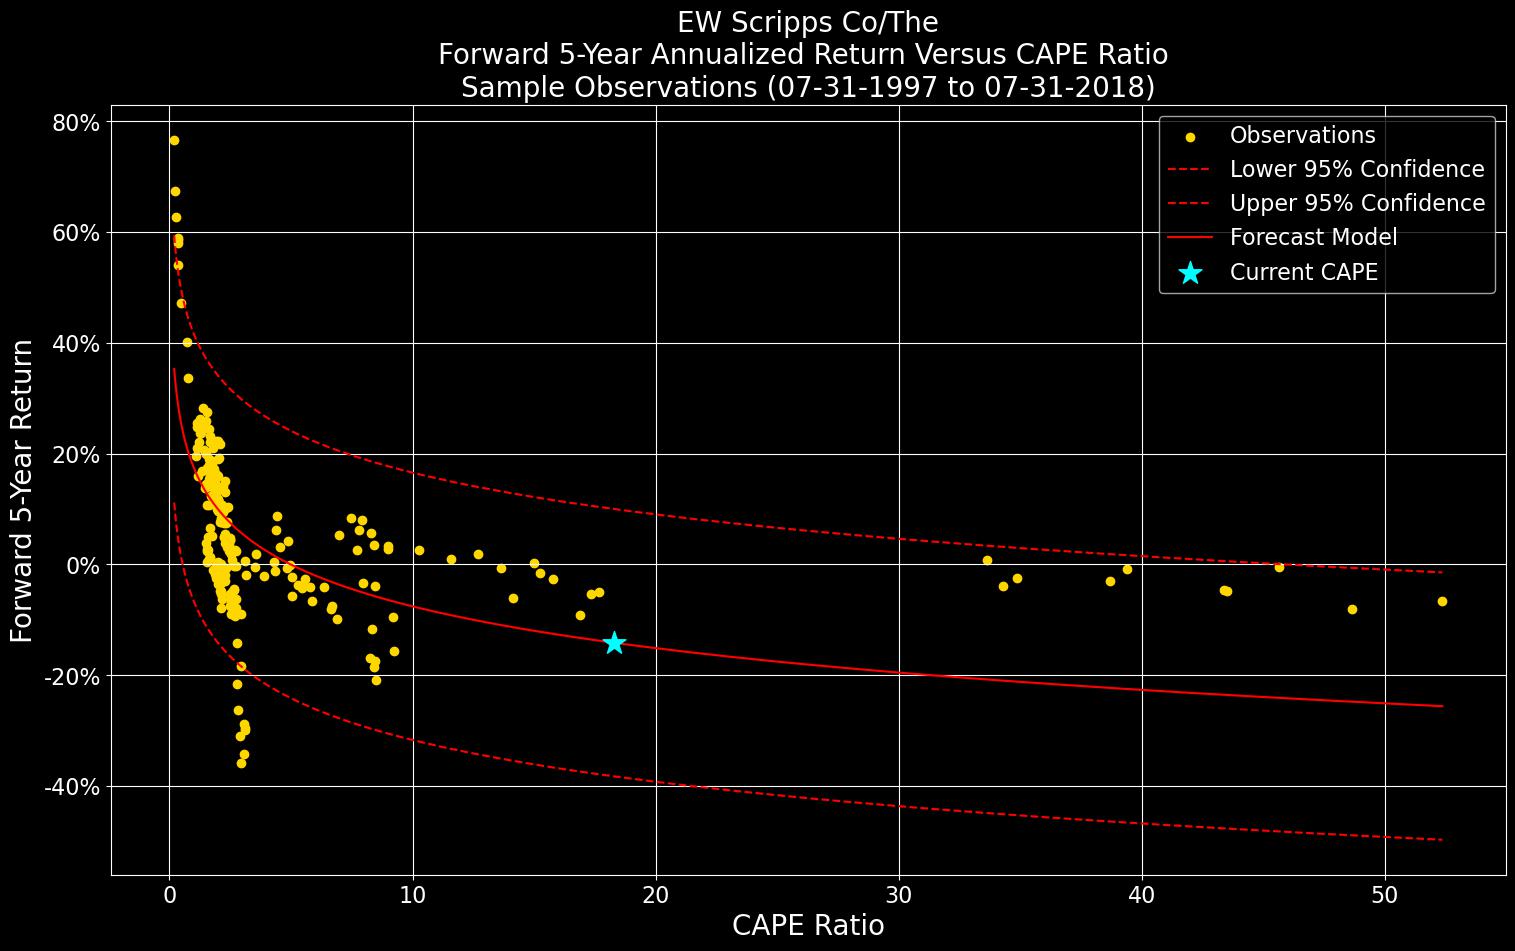 EW Scripps Co/The
Forward 5-Year Annualized Return Versus CAPE Ratio
Sample Observations (07-31-1997 to 07-31-2018)
Observations
Lower 95% Confidence
Upper 95% Confidence
Forecast Model
Current CAPE
Forward 5-Year Return
80%
60%
40%
20%
0%
-20%
-40%
0 10 20 30 40 50
CAPE Ratio